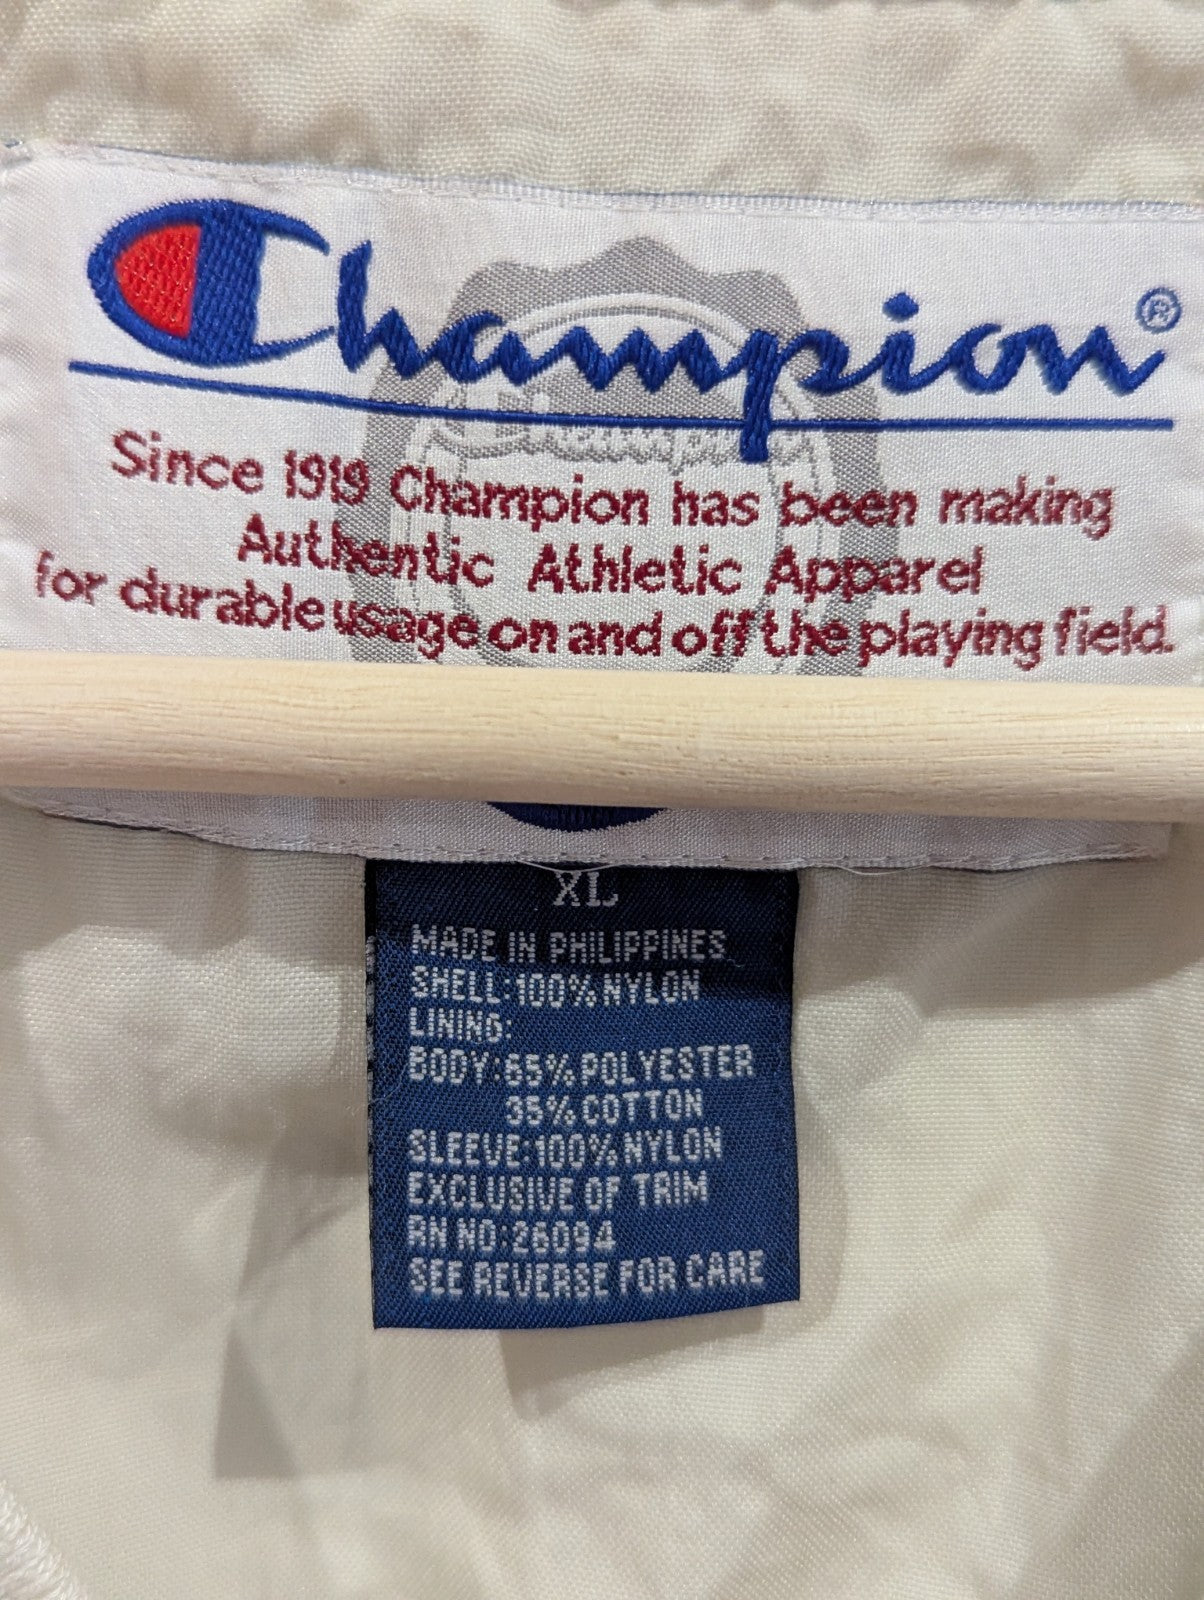 Champion®
Since 1919 Champion has been making
Authentic Athletic Apparel
for durable usage on and off the playing field.
XL
MADE IN PHILIPPINES
SHELL:100%NYLON
LINING:
BODY:65%POLYESTER
35%COTTON
SLEEVE:100%NYLON
EXCLUSIVE OF TRIM
RN NO:26094
SEE REVERSE FOR CARE